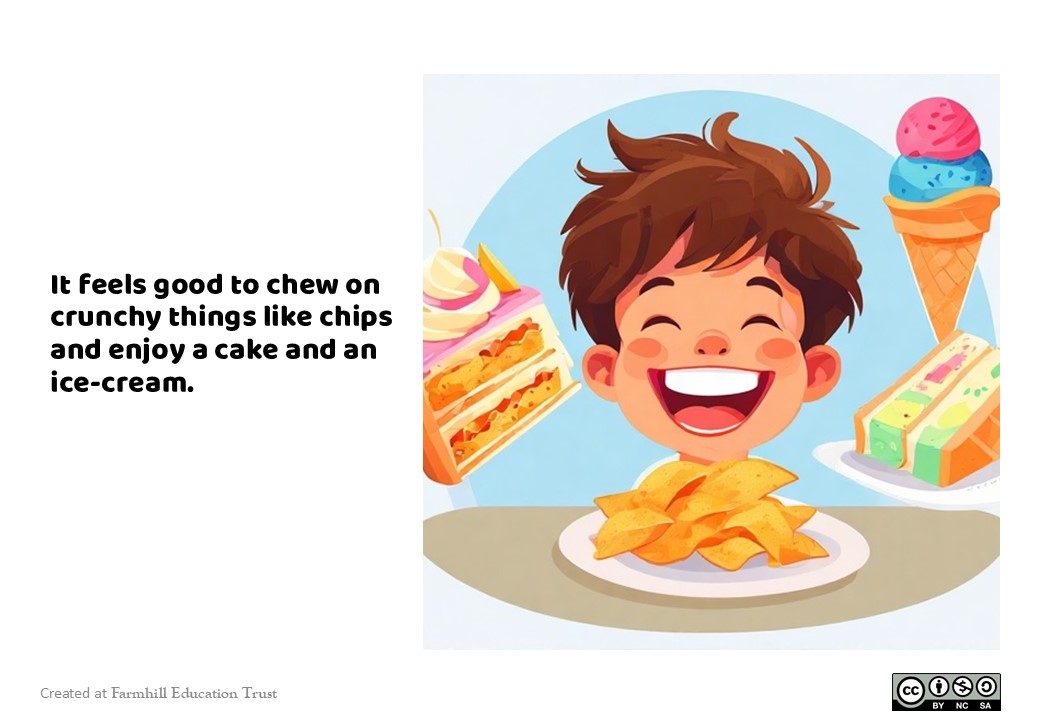 It feels good to chew on
crunchy things like chips
and enjoy a cake and an
ice-cream.
Created at Farmhill Education Trust
cc
BY NC SA